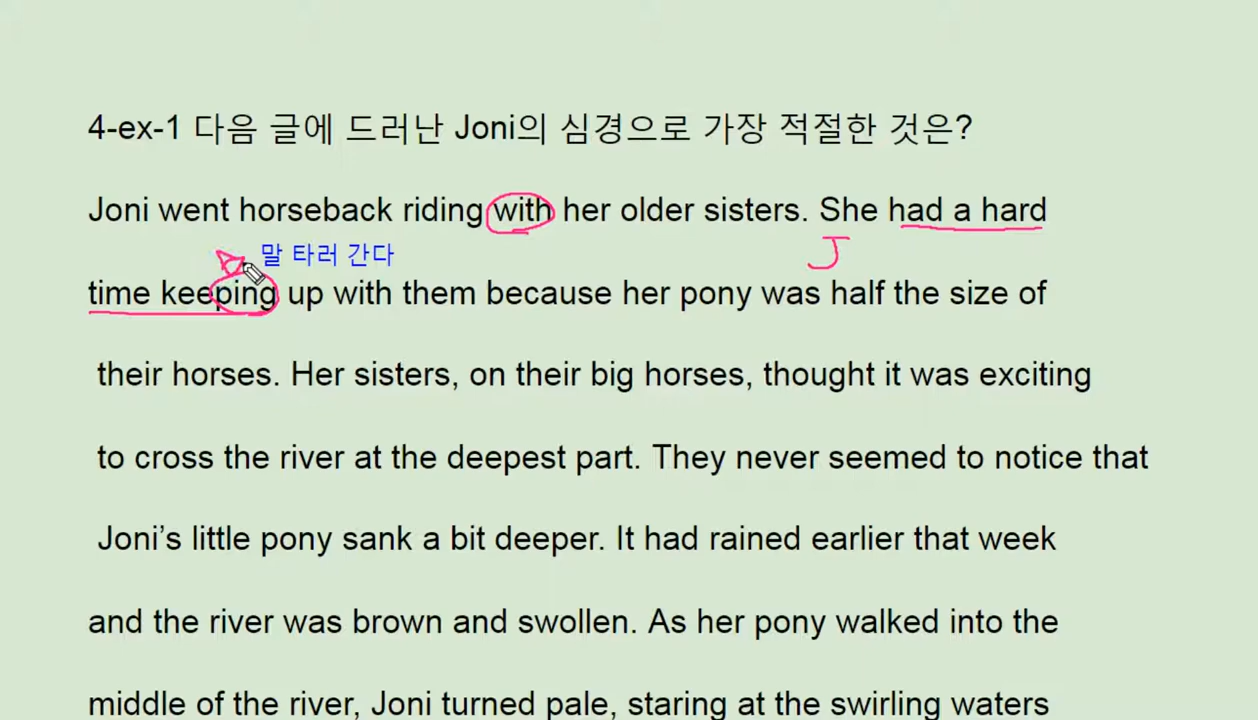 4-ex-1 다음 글에 드러난 Joni의 심경으로 가장 적절한 것은?
Joni went horseback riding with her older sisters. She had a hard
말 타러 간다 J
time keeping up with them because her pony was half the size of
their horses. Her sisters, on their big horses, thought it was exciting
to cross the river at the deepest part. They never seemed to notice that
Joni’s little pony sank a bit deeper. It had rained earlier that week
and the river was brown and swollen. As her pony walked into the
middle of the river, Joni turned pale, staring at the swirling waters